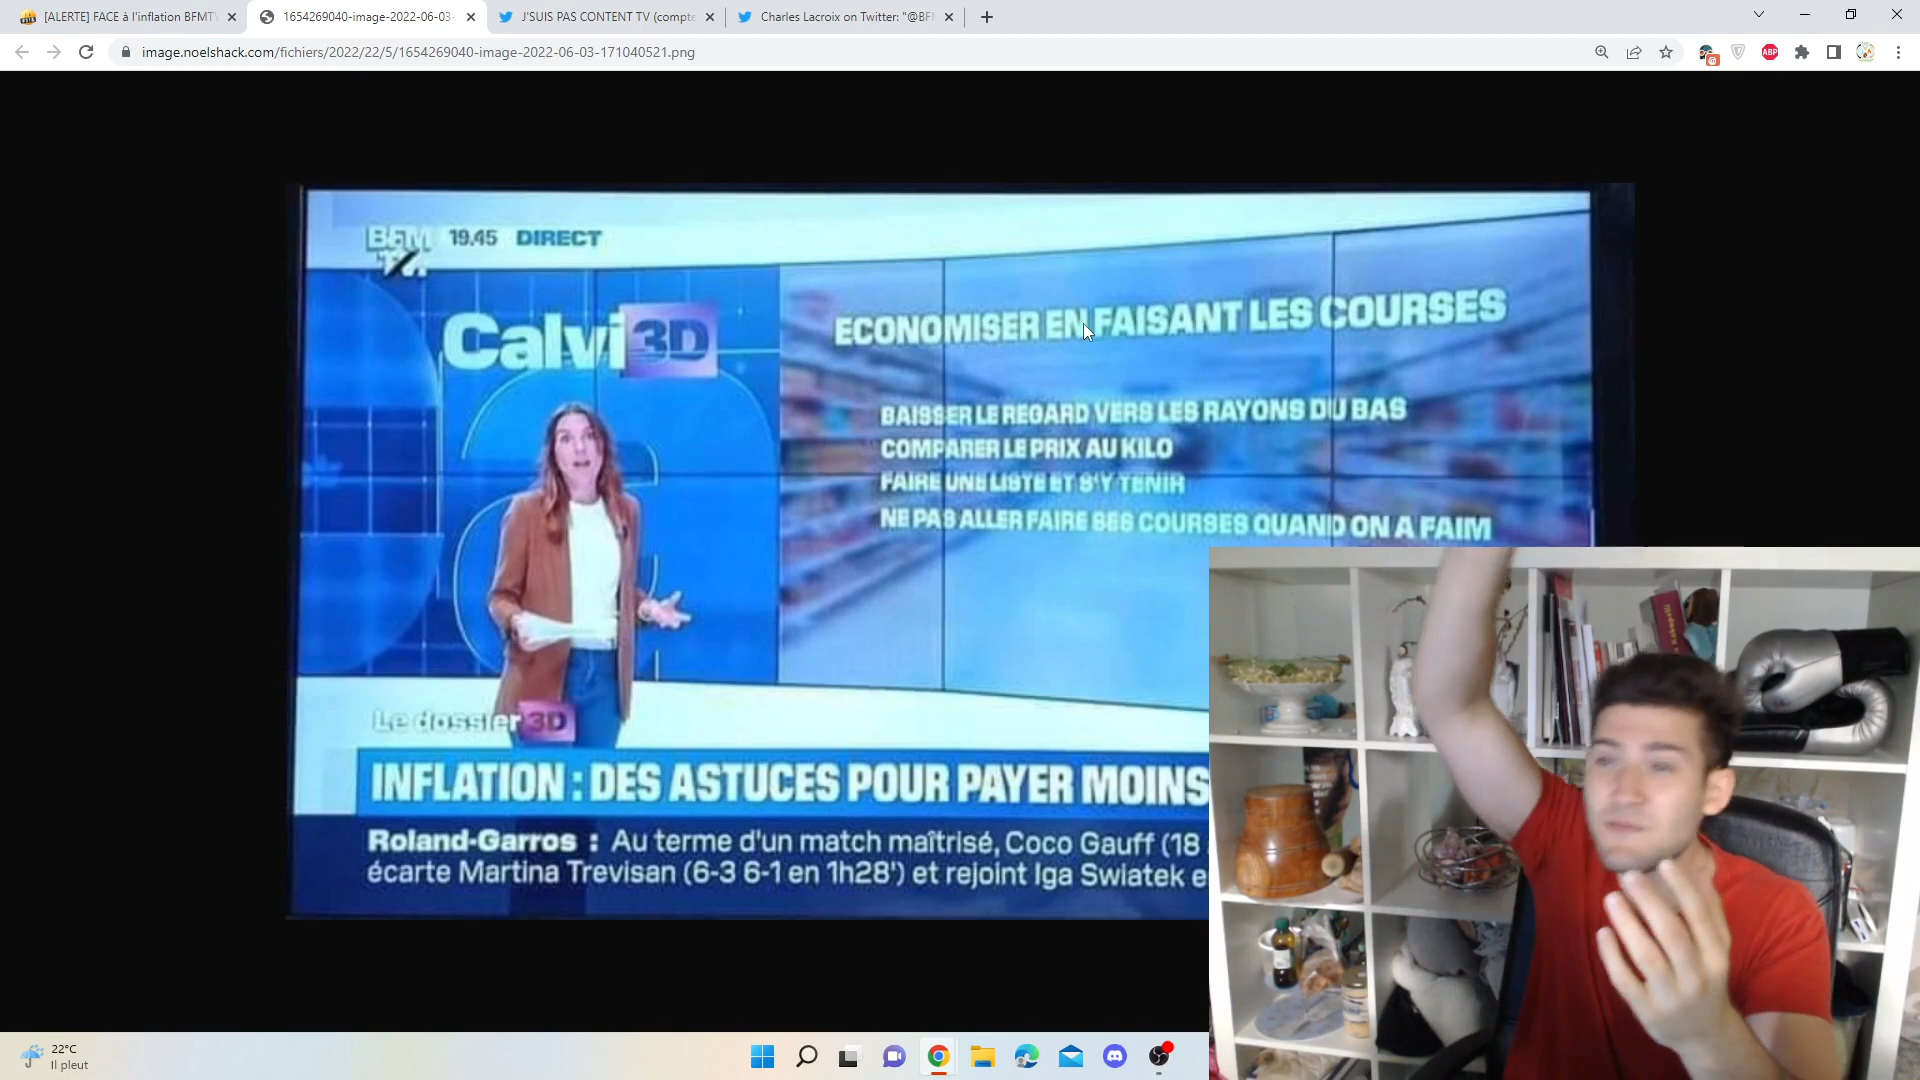 [ALERTE] FACE à l'inflation BFMTV
1654269040-image-2022-06-03-
J'SUIS PAS CONTENT TV (compte
Charles Lacroix on Twitter: "@BFM
image.noelshack.com/fichiers/2022/22/5/1654269040-image-2022-06-03-171040521.png
ABP
BFM
TV
19.45 DIRECT
Calvi 3D
ECONOMISER EN FAISANT LES COURSES
BAISSER LE REGARD VERS LES RAYONS DU BAS
COMPARER LE PRIX AU KILO
FAIRE UNE LISTE ET S'Y TENIR
NE PAS ALLER FAIRE SES COURSES QUAND ON A FAIM
Le dossier 3D
INFLATION : DES ASTUCES POUR PAYER MOINS
Roland-Garros : Au terme d'un match maîtrisé, Coco Gauff (18
écarte Martina Trevisan (6-3 6-1 en 1h28') et rejoint Iga Swiatek e
22°C
Il pleut